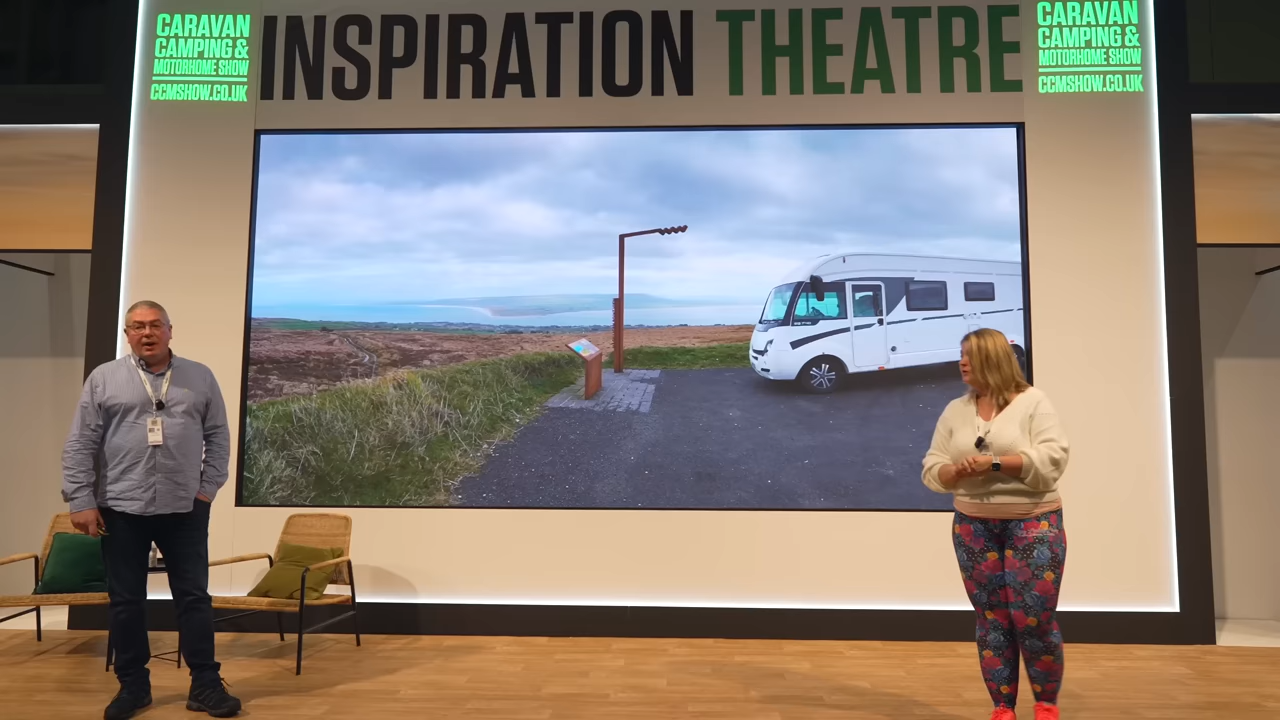 CARAVAN
CAMPING &
MOTORHOME SHOW
CCMSHOW.CO.UK
INSPIRATION THEATRE
CARAVAN
CAMPING &
MOTORHOME SHOW
CCMSHOW.CO.UK